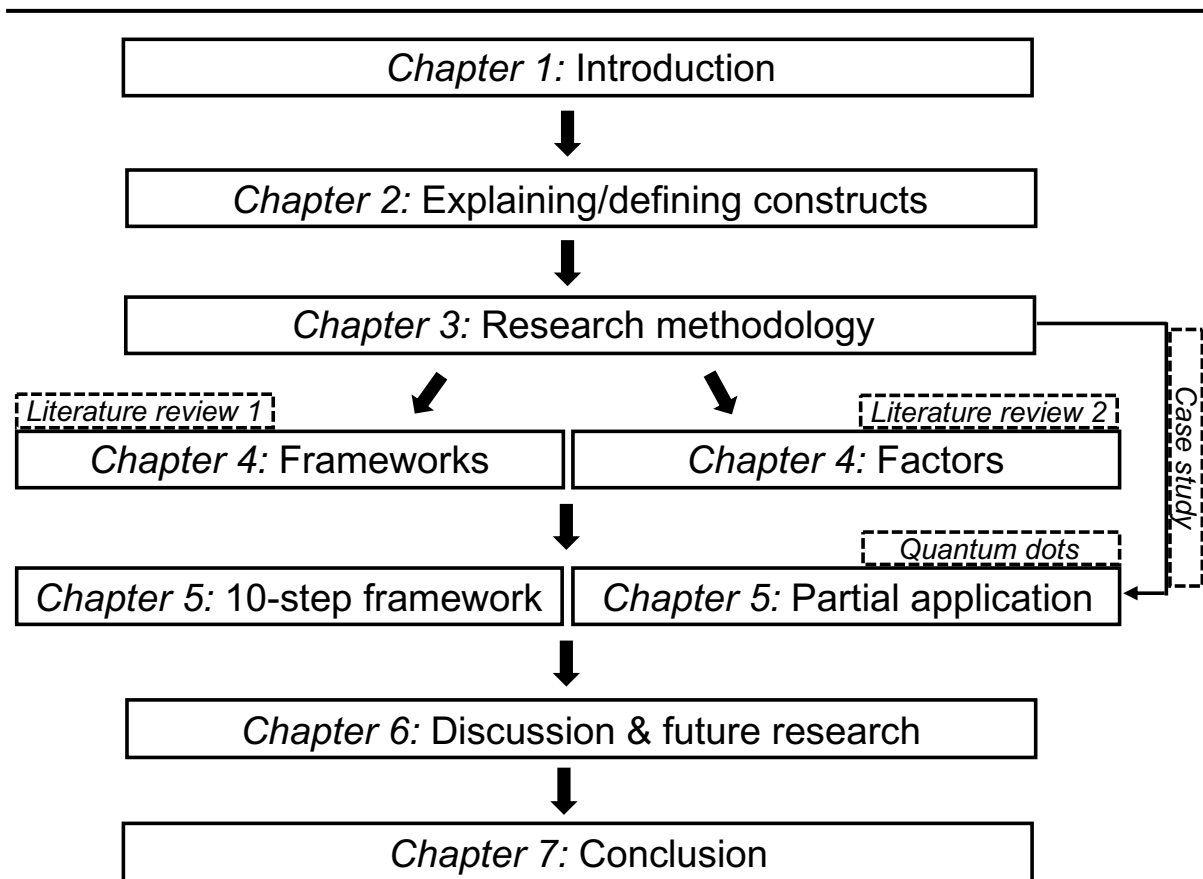 Chapter 1: Introduction
Chapter 2: Explaining/defining constructs
Chapter 3: Research methodology
Literature review 1
Literature review 2
Chapter 4: Frameworks
Chapter 4: Factors
Case study
Quantum dots
Chapter 5: 10-step framework
Chapter 5: Partial application
Chapter 6: Discussion & future research
Chapter 7: Conclusion